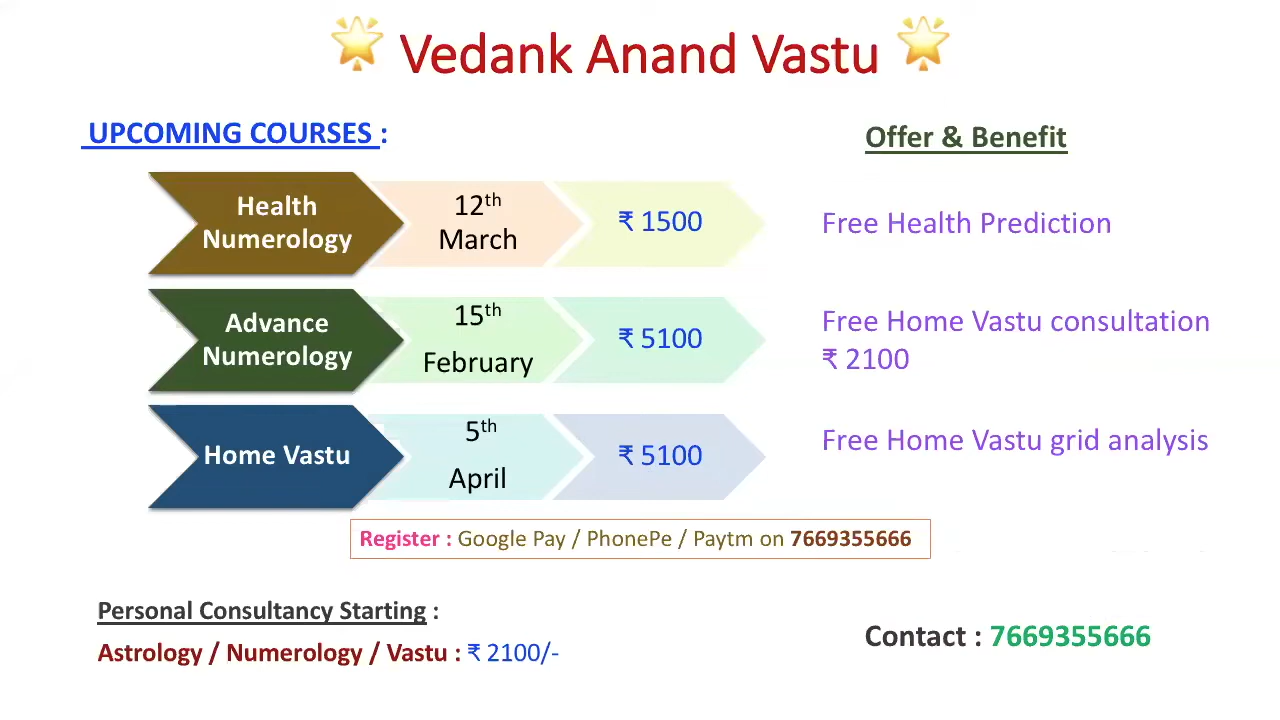 Vedank Anand Vastu
UPCOMING COURSES :
Offer & Benefit
Health
Numerology
12th
March
₹ 1500
Free Health Prediction
Advance
Numerology
15th
February
₹ 5100
Free Home Vastu consultation
₹ 2100
Home Vastu
5th
April
₹ 5100
Free Home Vastu grid analysis
Register : Google Pay / PhonePe / Paytm on 7669355666
Personal Consultancy Starting :
Astrology / Numerology / Vastu : ₹ 2100/-
Contact : 7669355666